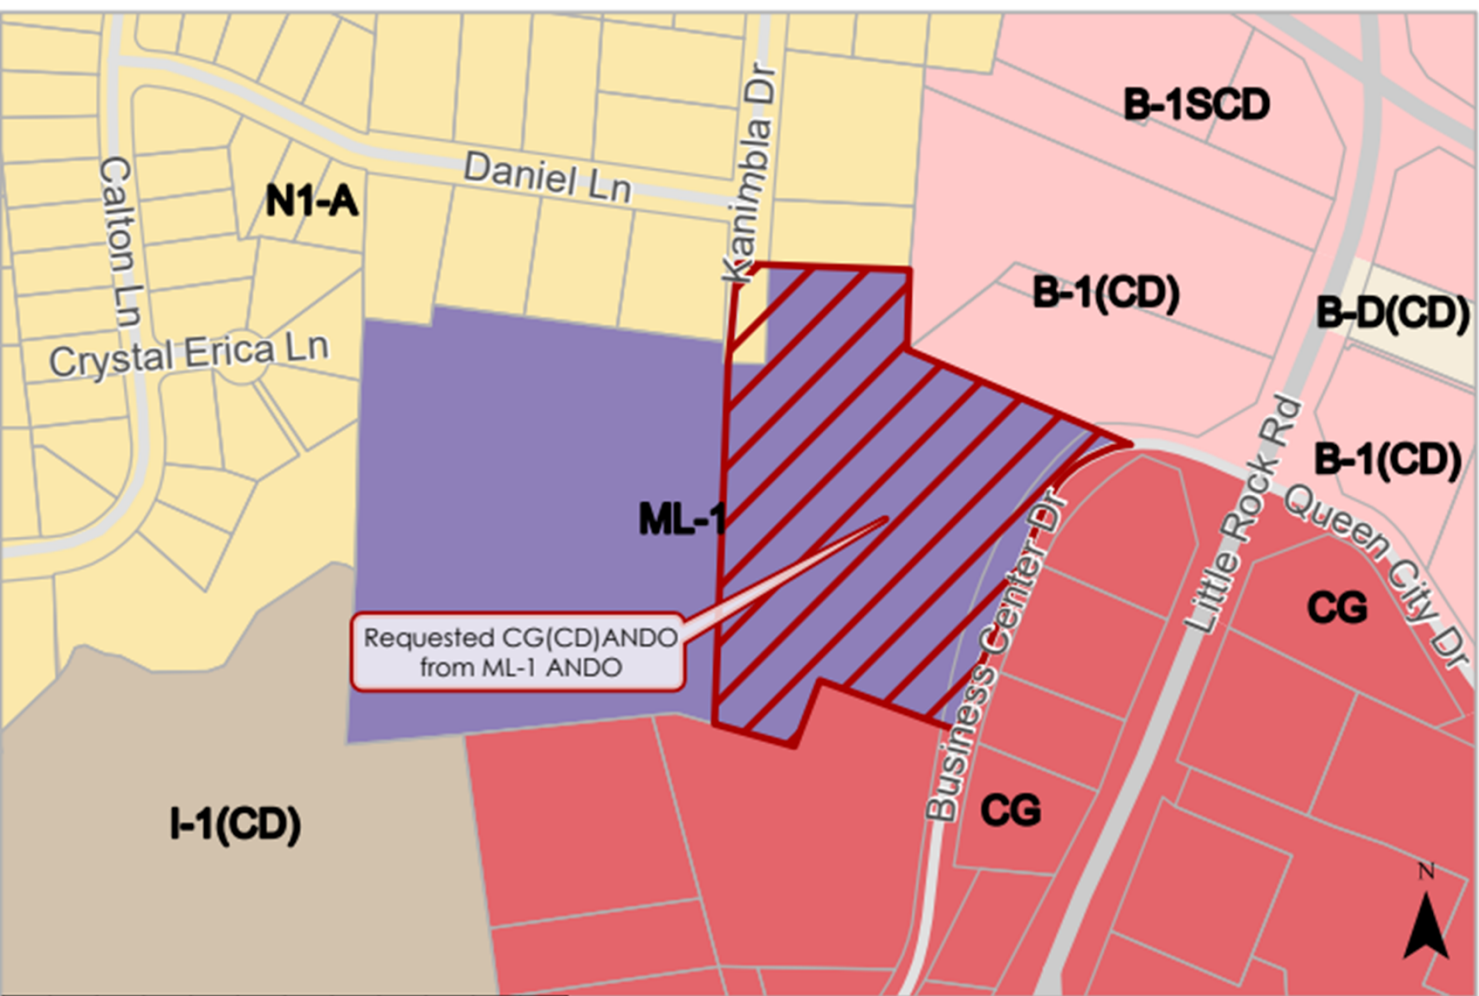 B-1SCD
Kanimbla Dr
Daniel Ln
N1-A
Calton Ln
B-1(CD)
B-D(CD)
Crystal Erica Ln
B-1(CD)
Little Rock Rd
Queen City Dr
ML-1
Business Center Dr
CG
Requested CG(CD)ANDO
from ML-1 ANDO
I-1(CD)
CG
N